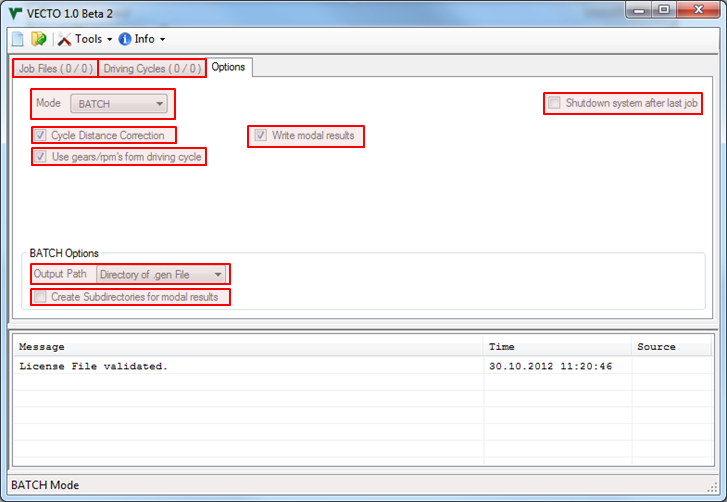 VECTO 1.0 Beta 2
Tools Info
Job Files ( 0 / 0 ) Driving Cycles ( 0 / 0 ) Options
Mode BATCH Shutdown system after last job
Cycle Distance Correction Write modal results
Use gears/rpm's form driving cycle
BATCH Options
Output Path Directory of .gen File
Create Subdirectories for modal results
Message Time Source
License File validated. 30.10.2012 11:20:46
BATCH Mode